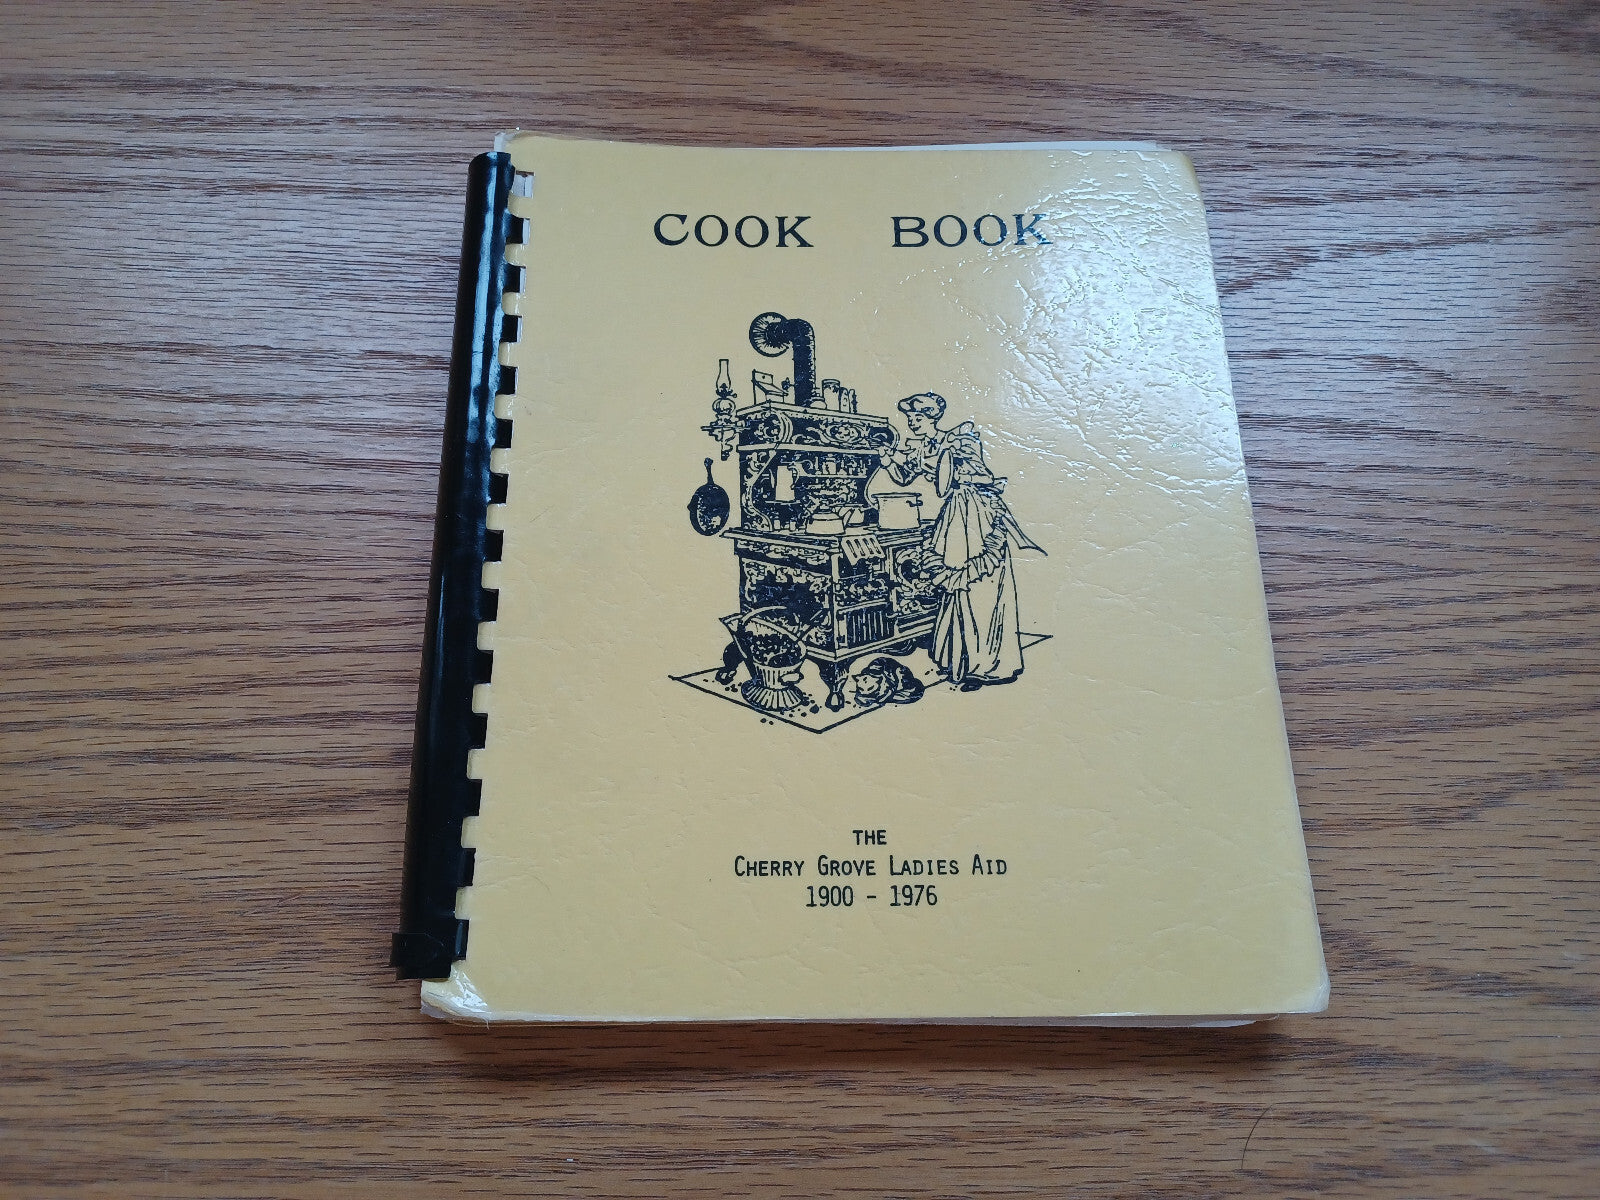 COOK BOOK
THE
CHERRY GROVE LADIES AID
1900 - 1976